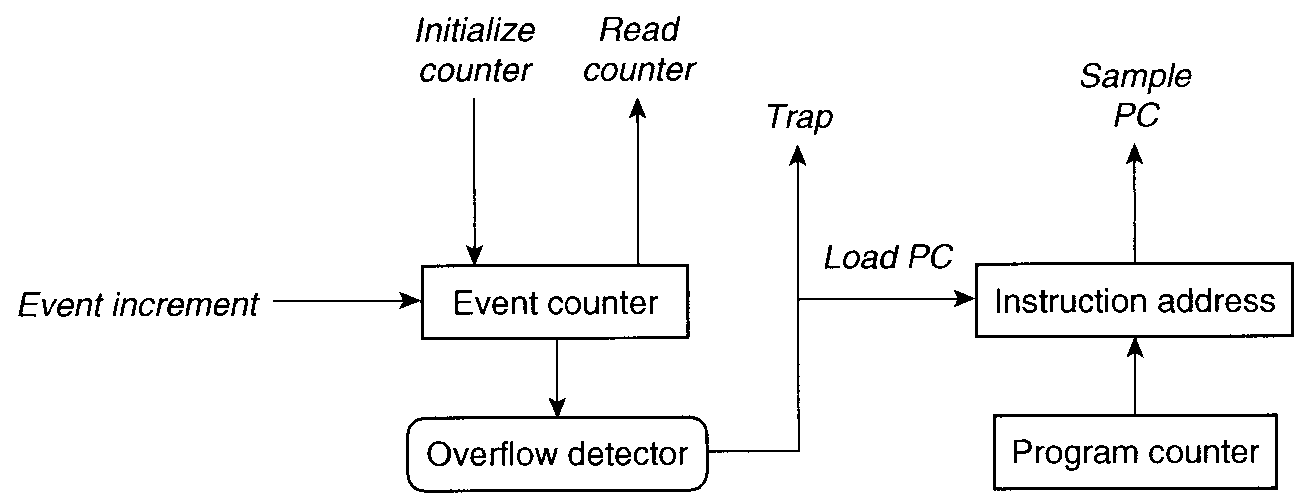 Initialize
counter
Read
counter
Trap
Sample
PC
Load PC
Event increment
Event counter
Instruction address
Overflow detector
Program counter